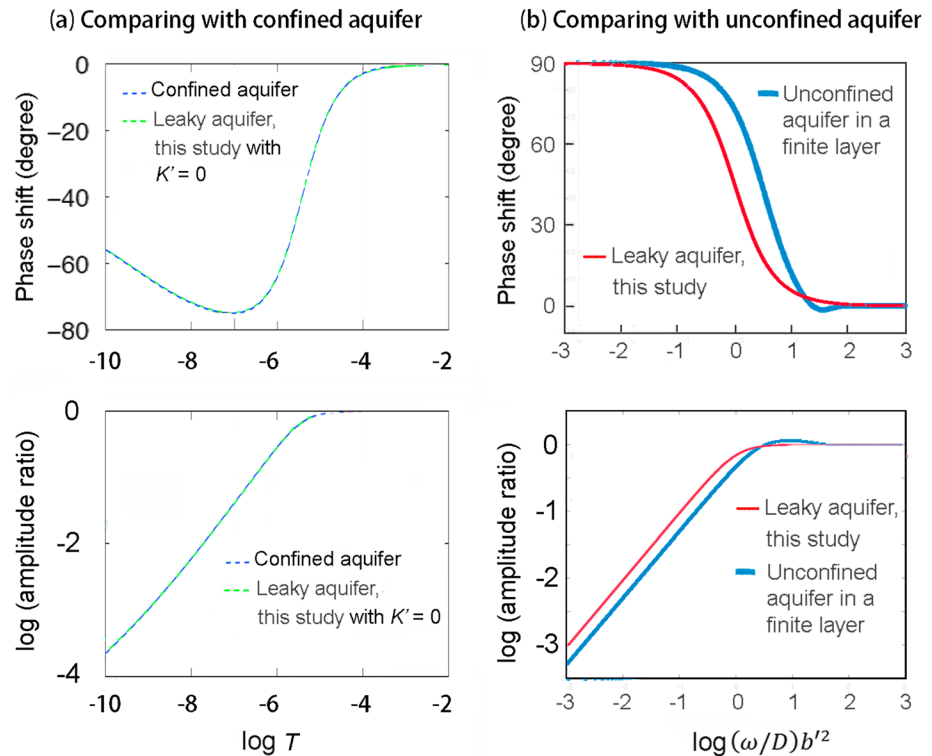 (a) Comparing with confined aquifer
0
−20
−40
−60
−80
Phase shift (degree)
Confined aquifer
Leaky aquifer,
this study with
K' = 0
-10
-8
-6
-4
-2
0
-2
-4
log (amplitude ratio)
Confined aquifer
Leaky aquifer,
this study with K' = 0
-10
-8
-6
-4
-2
log T
(b) Comparing with unconfined aquifer
90
60
30
0
Phase shift (degree)
Unconfined
aquifer in a
finite layer
Leaky aquifer,
this study
-3
-2
-1
0
1
2
3
0
-1
-2
-3
log (amplitude ratio)
Leaky aquifer,
this study
Unconfined
aquifer in a
finite layer
-3
-2
-1
0
1
2
3
log (ω/D)b′²